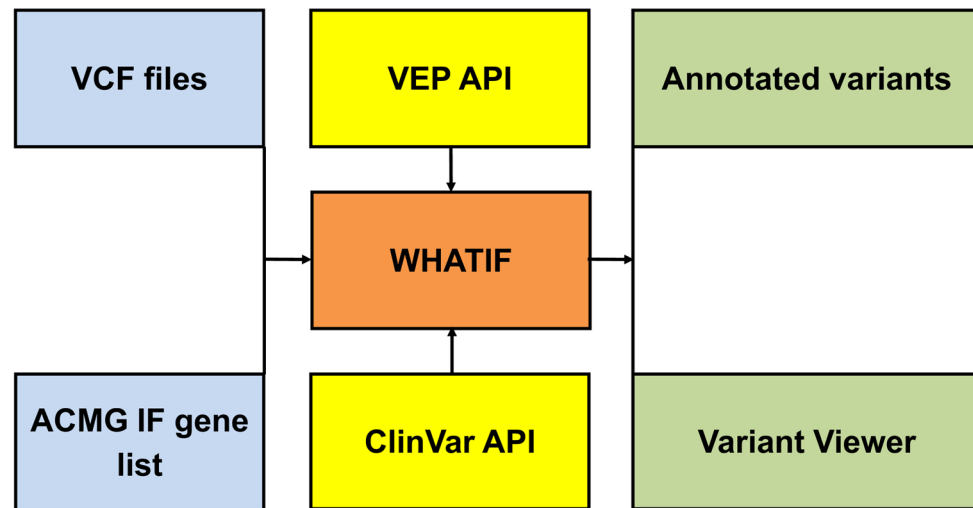 VCF files
VEP API
Annotated variants
WHATIF
ACMG IF gene
list
ClinVar API
Variant Viewer